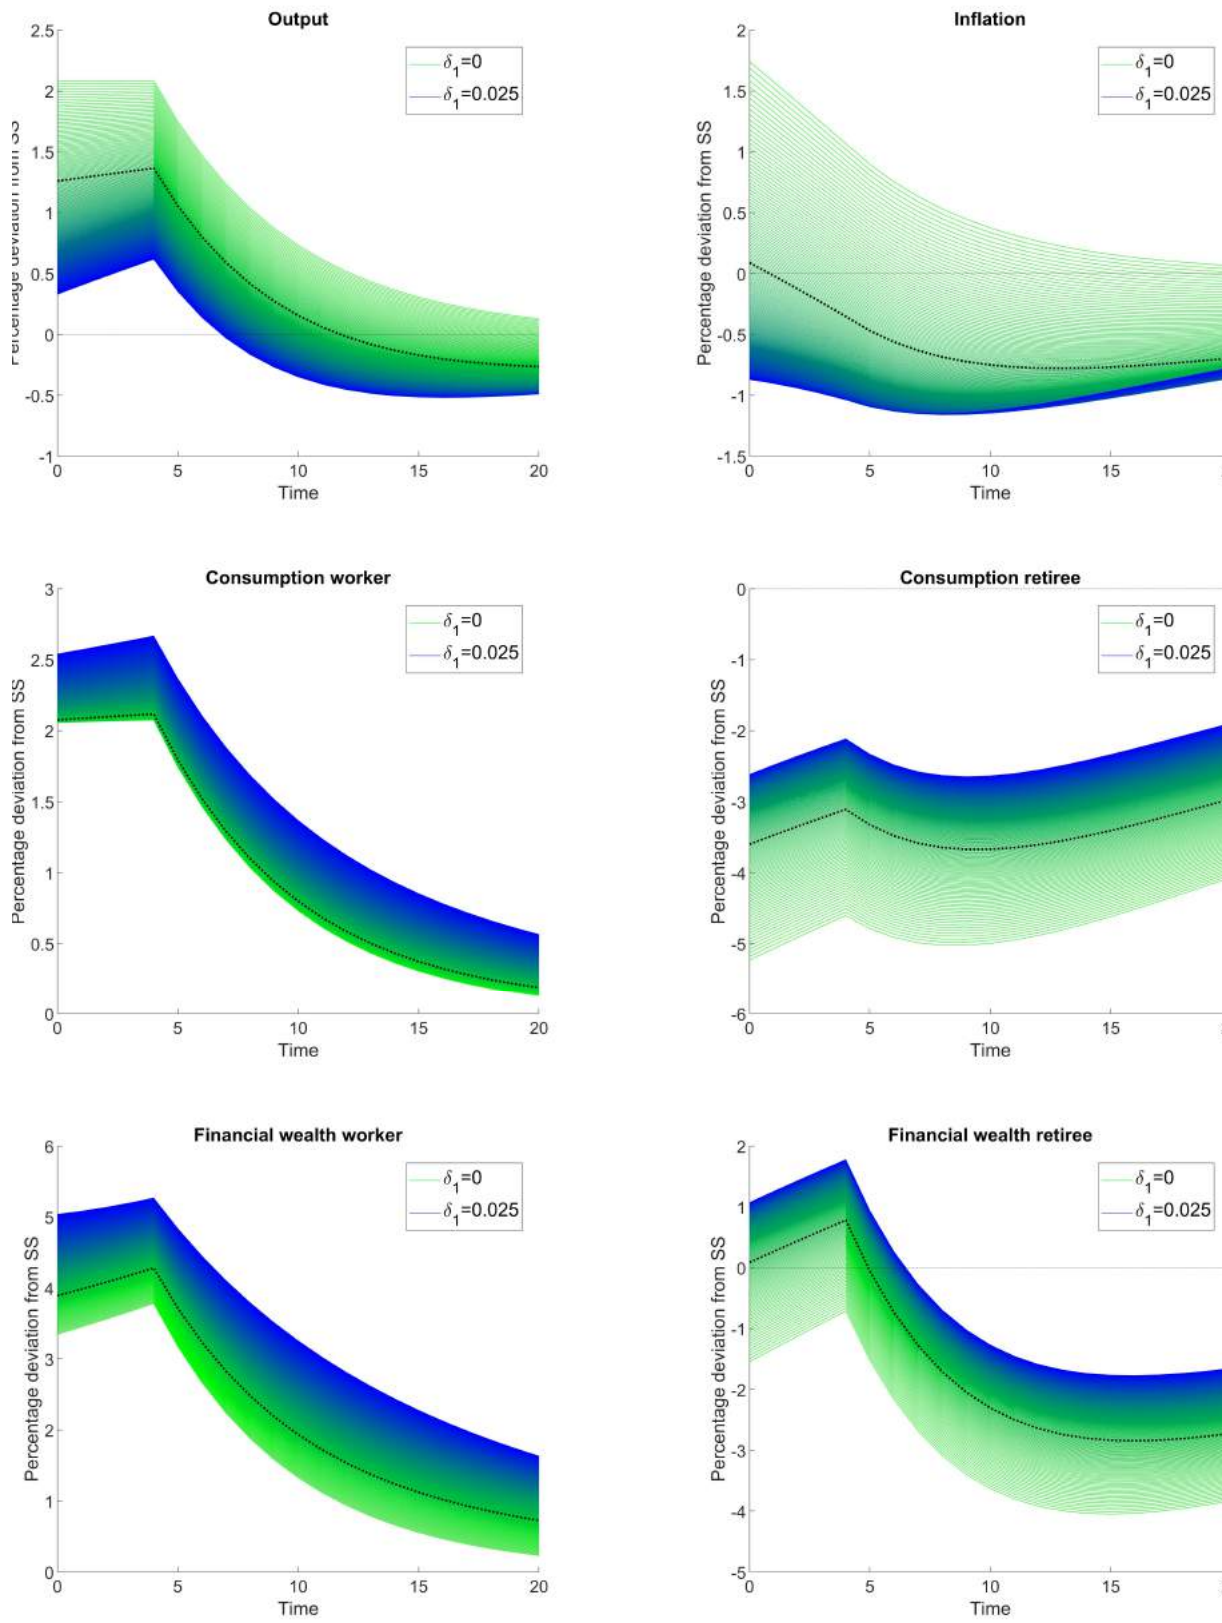 Output
2.5
2
1.5
1
0.5
0
-0.5
-1
0 5 10 15 20
Time
Percentage deviation from SS
δ1=0
δ1=0.025
Inflation
2
1.5
1
0.5
0
-0.5
-1
-1.5
0 5 10 15
Time
Percentage deviation from SS
δ1=0
δ1=0.025
Consumption worker
3
2.5
2
1.5
1
0.5
0
0 5 10 15 20
Time
Percentage deviation from SS
δ1=0
δ1=0.025
Consumption retiree
0
-1
-2
-3
-4
-5
-6
0 5 10 15
Time
Percentage deviation from SS
δ1=0
δ1=0.025
Financial wealth worker
6
5
4
3
2
1
0
0 5 10 15 20
Time
Percentage deviation from SS
δ1=0
δ1=0.025
Financial wealth retiree
2
1
0
-1
-2
-3
-4
-5
0 5 10 15
Time
Percentage deviation from SS
δ1=0
δ1=0.025